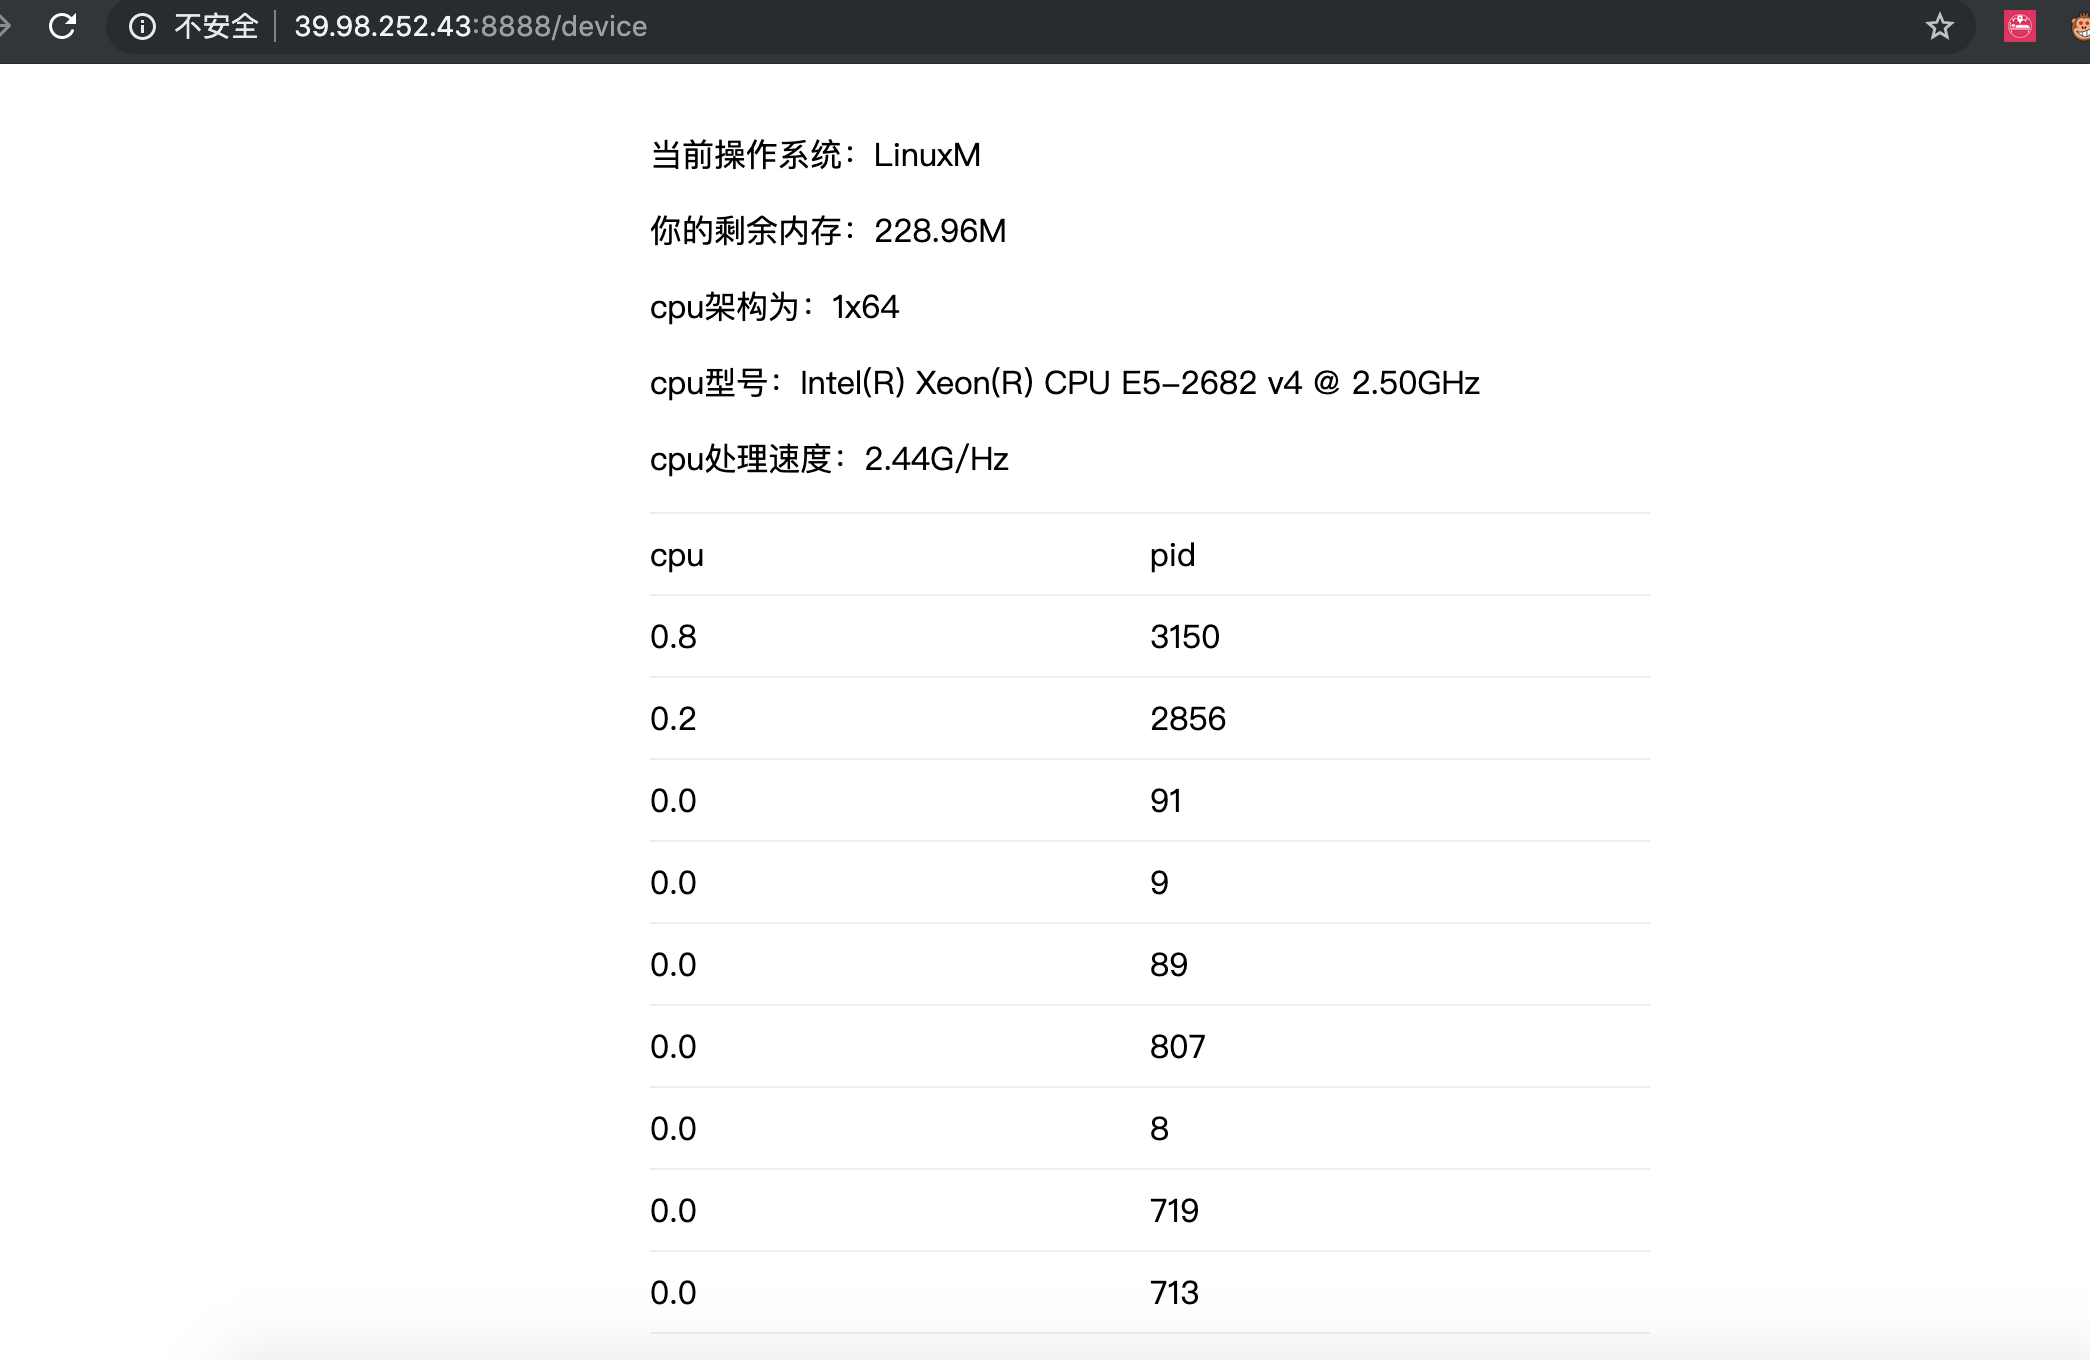 不安全 39.98.252.43:8888/device
当前操作系统：LinuxM
你的剩余内存：228.96M
cpu架构为：1x64
cpu型号：Intel(R) Xeon(R) CPU E5-2682 v4 @ 2.50GHz
cpu处理速度：2.44G/Hz
cpu pid
0.8 3150
0.2 2856
0.0 91
0.0 9
0.0 89
0.0 807
0.0 8
0.0 719
0.0 713